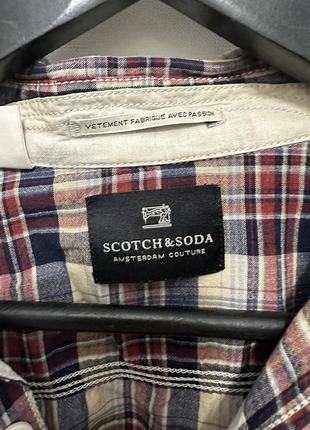 VETEMENT FABRIQUE AVEC PASSION
SCOTCH & SODA
AMSTERDAM COUTURE